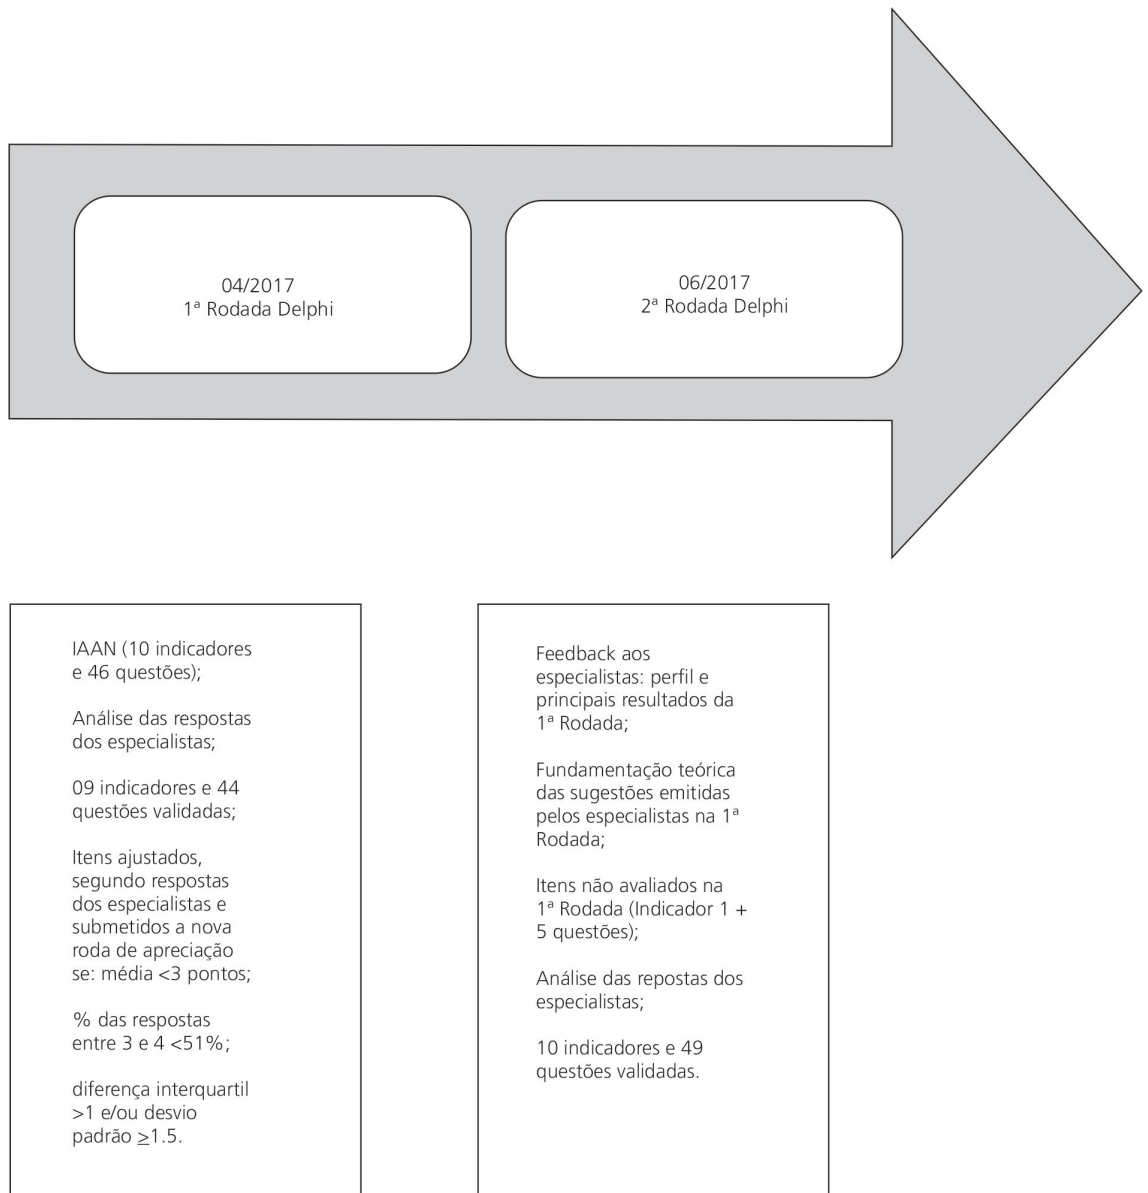 04/2017
1ª Rodada Delphi
06/2017
2ª Rodada Delphi
IAAN (10 indicadores
e 46 questões);
Análise das respostas
dos especialistas;
09 indicadores e 44
questões validadas;
Itens ajustados,
segundo respostas
dos especialistas e
submetidos a nova
roda de apreciação
se: média <3 pontos;
% das respostas
entre 3 e 4 <51%;
diferença interquartil
>1 e/ou desvio
padrão ≥1.5.
Feedback aos
especialistas: perfil e
principais resultados da
1ª Rodada;
Fundamentação teórica
das sugestões emitidas
pelos especialistas na 1ª
Rodada;
Itens não avaliados na
1ª Rodada (Indicador 1 +
5 questões);
Análise das repostas dos
especialistas;
10 indicadores e 49
questões validadas.